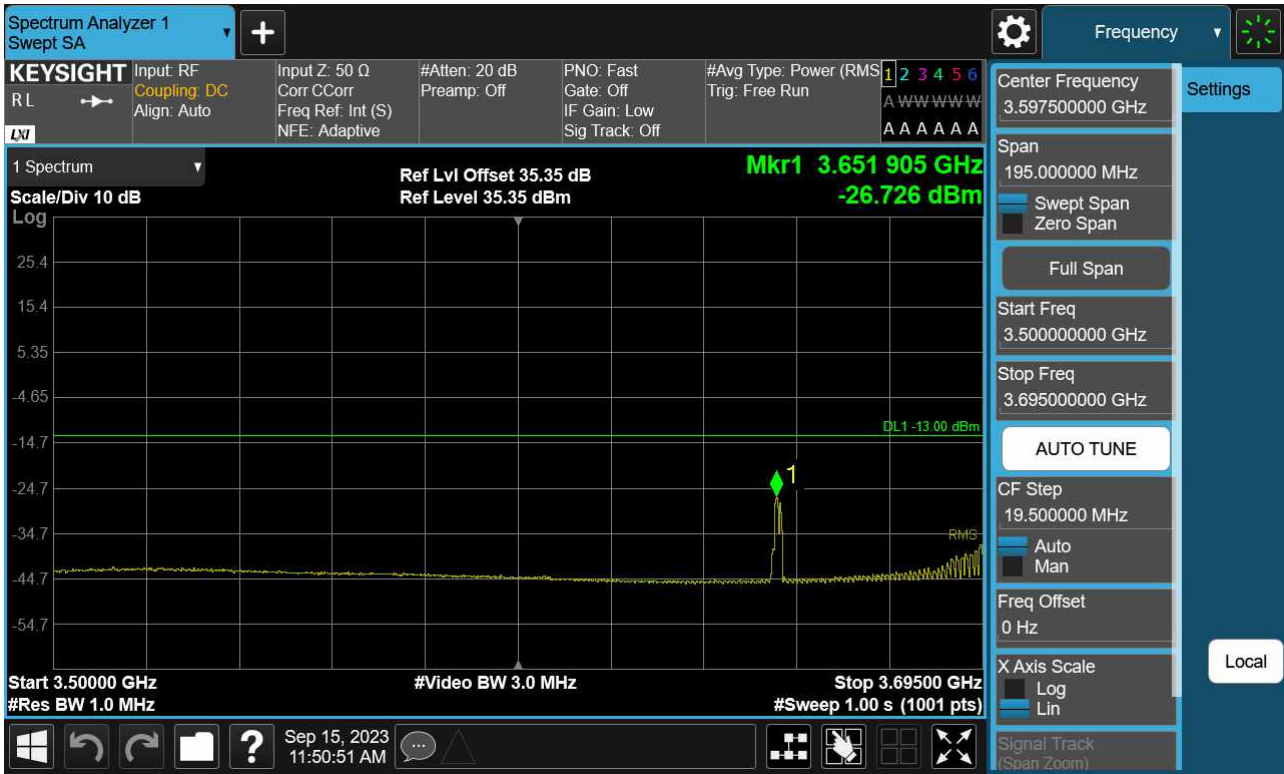 Spectrum Analyzer 1
Swept SA
Frequency
KEYSIGHT
R L
LXI
Input: RF
Coupling: DC
Align: Auto
Input Z: 50 Ω
Corr CCorr
Freq Ref: Int (S)
NFE: Adaptive
#Atten: 20 dB
Preamp: Off
PNO: Fast
Gate: Off
IF Gain: Low
Sig Track: Off
#Avg Type: Power (RMS
Trig: Free Run
1 2 3 4 5 6
A W W W W W
A A A A A A
1 Spectrum
Scale/Div 10 dB
Ref Lvl Offset 35.35 dB
Ref Level 35.35 dBm
Mkr1 3.651 905 GHz
-26.726 dBm
Log
25.4
15.4
5.35
-4.65
-14.7
-24.7
-34.7
-44.7
-54.7
DL1 -13.00 dBm
1
RMS
Start 3.50000 GHz
#Video BW 3.0 MHz
Stop 3.69500 GHz
#Res BW 1.0 MHz
#Sweep 1.00 s (1001 pts)
Center Frequency
3.597500000 GHz
Span
195.000000 MHz
Swept Span
Zero Span
Full Span
Start Freq
3.500000000 GHz
Stop Freq
3.695000000 GHz
AUTO TUNE
CF Step
19.500000 MHz
Auto
Man
Freq Offset
0 Hz
X Axis Scale
Log
Lin
Signal Track
(Span Zoom)
Settings
Local
?
Sep 15, 2023
11:50:51 AM